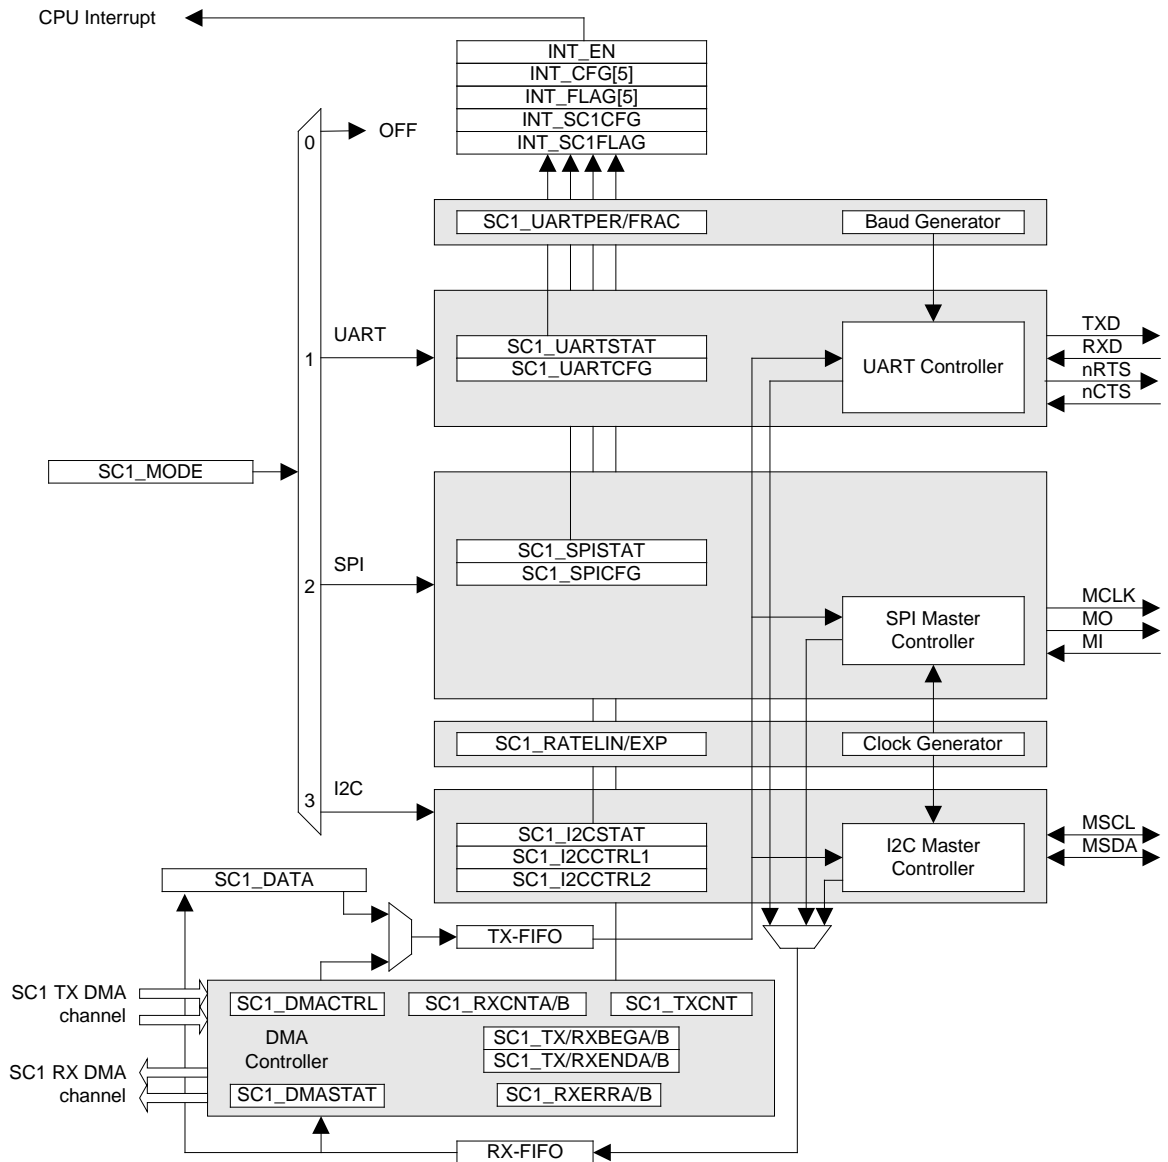 CPU Interrupt
INT_EN
INT_CFG[5]
INT_FLAG[5]
INT_SC1CFG
INT_SC1FLAG
0
OFF
SC1_UARTPER/FRAC
Baud Generator
UART
1
SC1_UARTSTAT
SC1_UARTCFG
UART Controller
TXD
RXD
nRTS
nCTS
SC1_MODE
SPI
2
SC1_SPISTAT
SC1_SPICFG
SPI Master
Controller
MCLK
MO
MI
SC1_RATELIN/EXP
Clock Generator
I2C
3
SC1_I2CSTAT
SC1_I2CCTRL1
SC1_I2CCTRL2
I2C Master
Controller
MSCL
MSDA
SC1_DATA
TX-FIFO
SC1 TX DMA
channel
SC1_DMACTRL
SC1_RXCNTA/B
SC1_TXCNT
DMA
Controller
SC1_TX/RXBEGA/B
SC1_TX/RXENDA/B
SC1 RX DMA
channel
SC1_DMASTAT
SC1_RXERRA/B
RX-FIFO